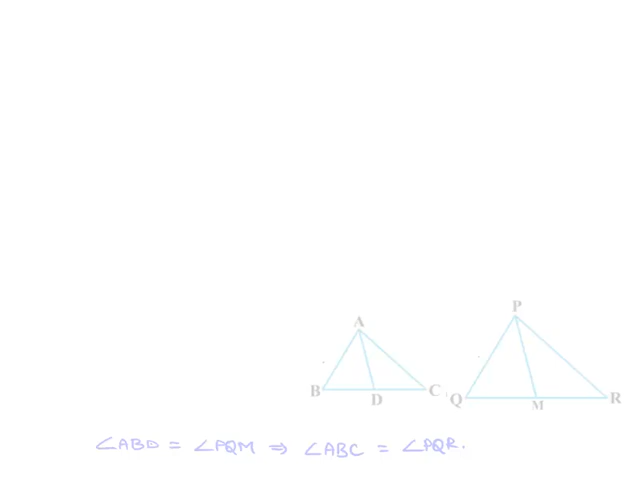 A
P
B
D
C
Q
M
R
∠ABD = ∠PQM ⇒ ∠ABC = ∠PQR.